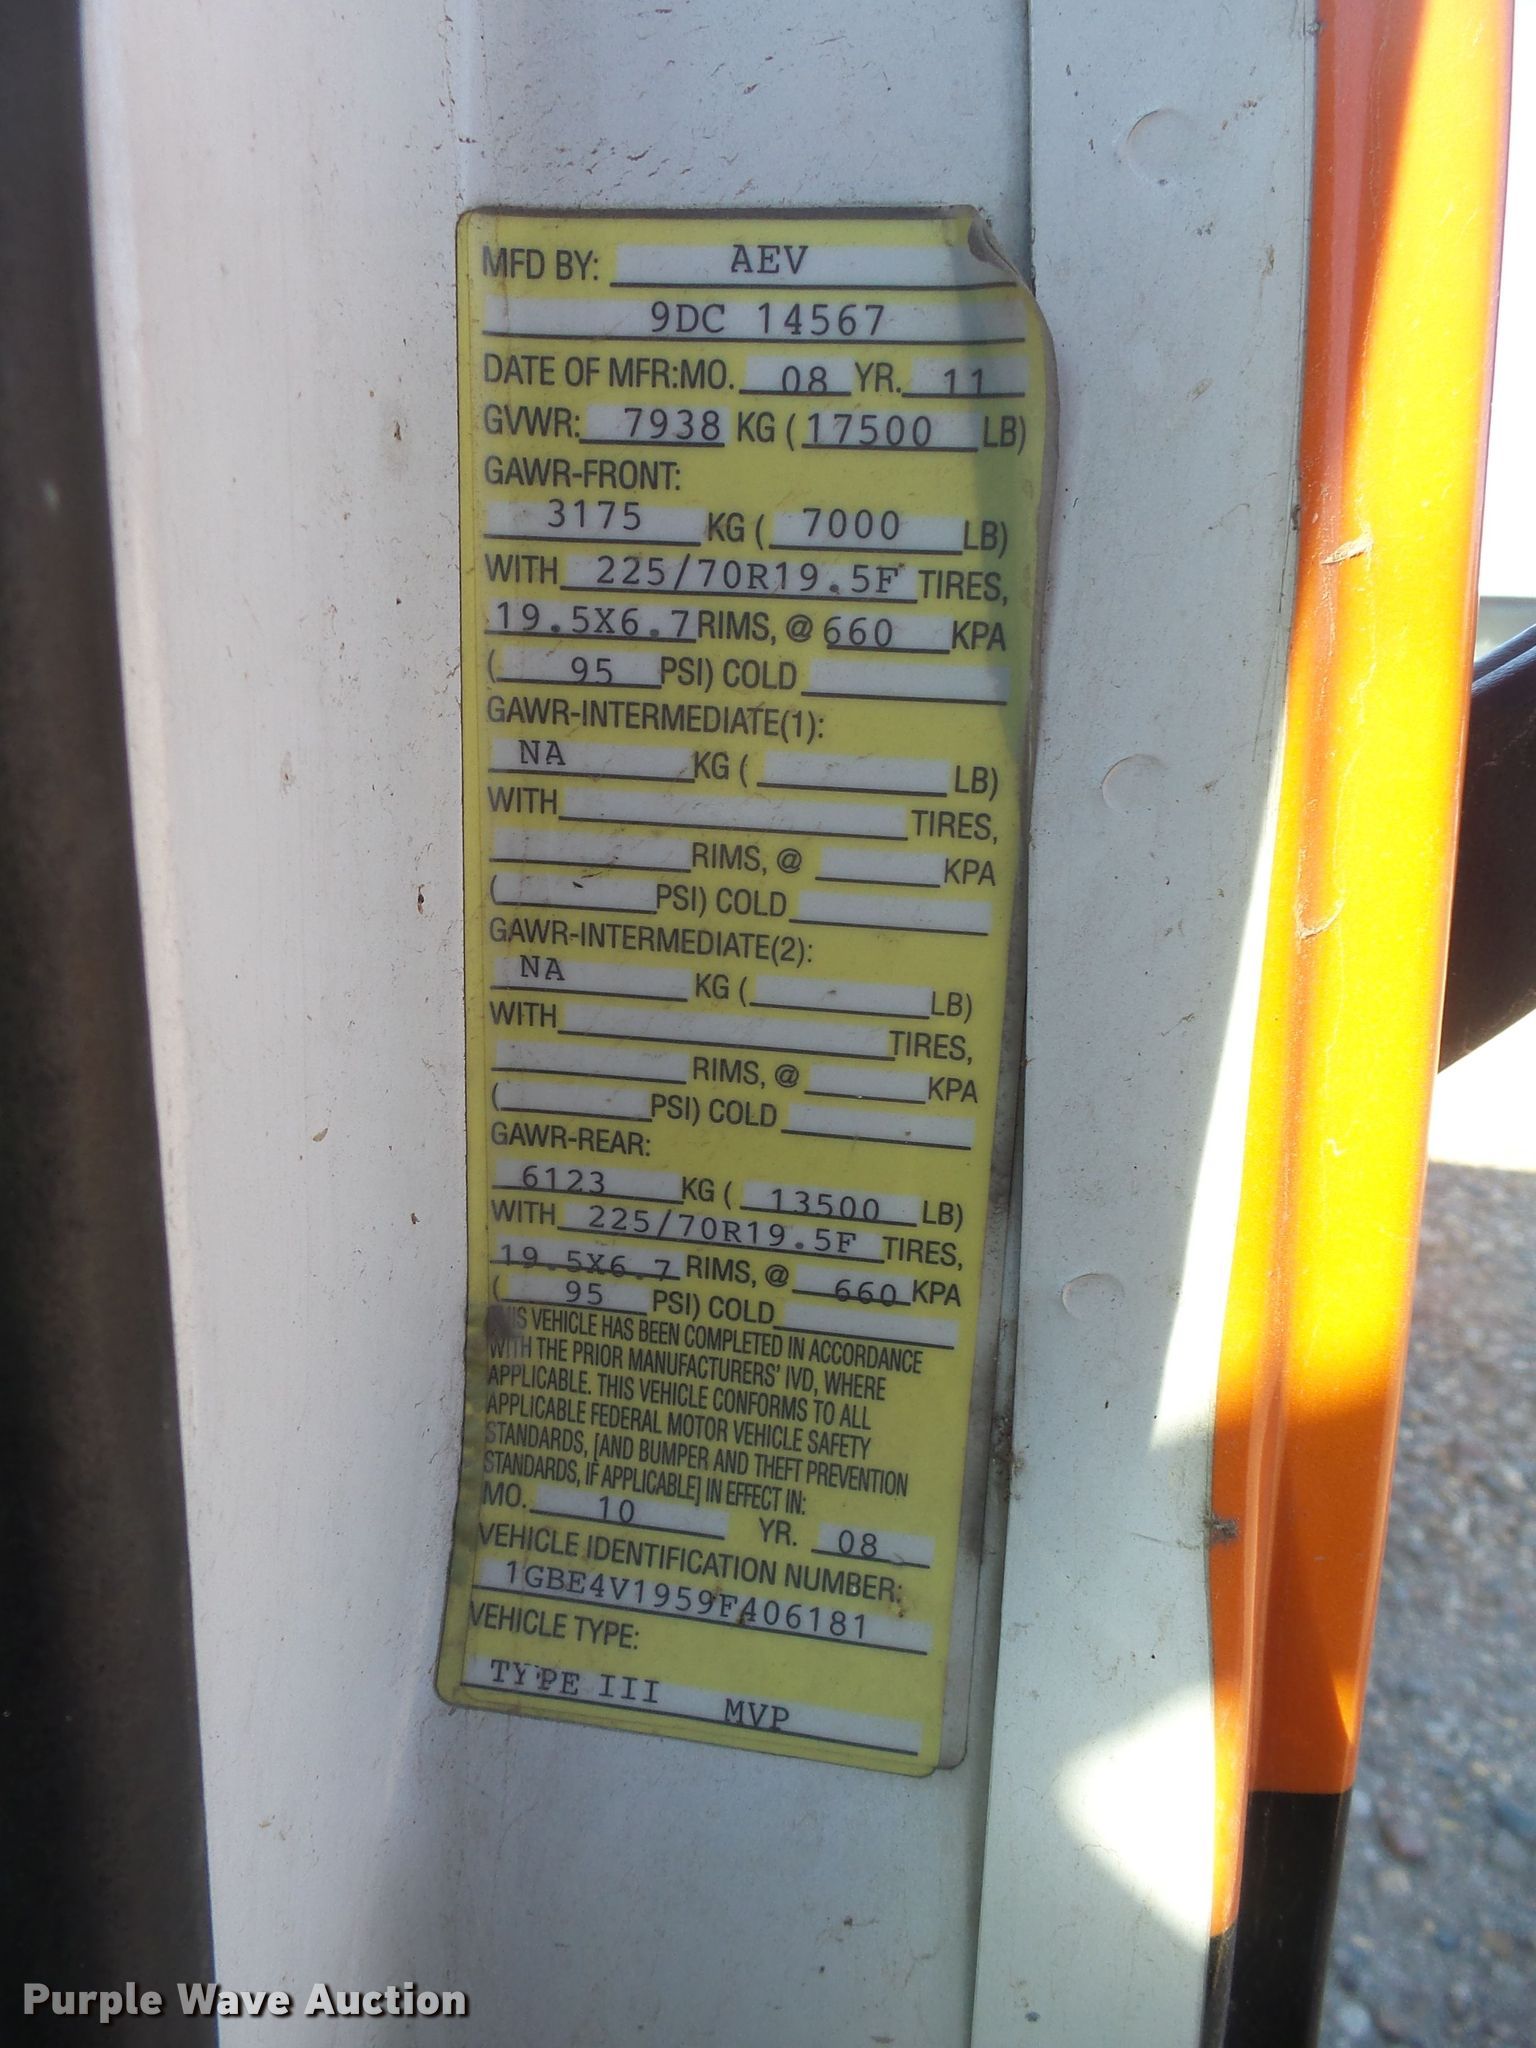 MFD BY: AEV
9DC 14567
DATE OF MFR:MO. 08 YR. 11
GVWR: 7938 KG ( 17500 LB)
GAWR-FRONT:
3175 KG ( 7000 LB)
WITH 225/70R19.5F TIRES,
19.5X6.7 RIMS, @ 660 KPA
( 95 PSI) COLD
GAWR-INTERMEDIATE(1):
NA KG ( LB)
WITH TIRES,
RIMS, @ KPA
( PSI) COLD
GAWR-INTERMEDIATE(2):
NA KG ( LB)
WITH TIRES,
RIMS, @ KPA
( PSI) COLD
GAWR-REAR:
6123 KG ( 13500 LB)
WITH 225/70R19.5F TIRES,
19.5X6.7 RIMS, @ 660 KPA
( 95 PSI) COLD
THIS VEHICLE HAS BEEN COMPLETED IN ACCORDANCE
WITH THE PRIOR MANUFACTURERS' IVD, WHERE
APPLICABLE. THIS VEHICLE CONFORMS TO ALL
APPLICABLE FEDERAL MOTOR VEHICLE SAFETY
STANDARDS, [AND BUMPER AND THEFT PREVENTION
STANDARDS, IF APPLICABLE] IN EFFECT IN:
MO. 10 YR. 08
VEHICLE IDENTIFICATION NUMBER:
1GBE4V1959F406181
VEHICLE TYPE:
TYPE III MVP
Purple Wave Auction